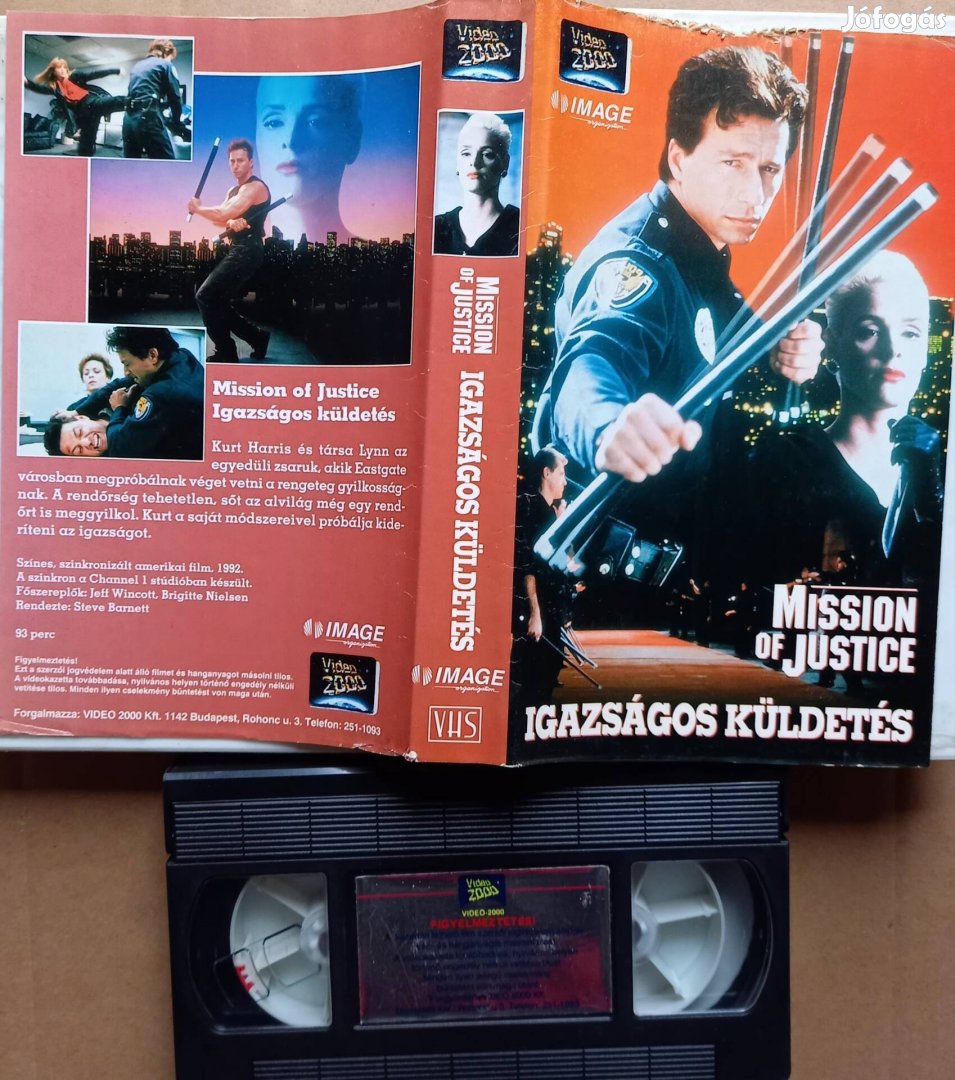 Jófogás
Video
2000
IMAGE
organization
Mission of Justice
Igazságos küldetés
Kurt Harris és társa Lynn az
egyedüli zsaruk, akik Eastgate
városban megpróbálnak véget vetni a rengeteg gyilkosság-
nak. A rendőrség tehetetlen, sőt az alvilág még egy rend-
őrt is meggyilkol. Kurt a saját módszereivel próbálja kide-
ríteni az igazságot.
Színes, szinkronizált amerikai film, 1992.
A szinkron a Channel 1 stúdióban készült.
Főszereplők: Jeff Wincott, Brigitte Nielsen
Rendezte: Steve Barnett
93 perc
IMAGE
organization
Video
2000
Figyelmeztetés!
Ezt a szerzői jogvédelem alatt álló filmet és hanganyagot másolni tilos.
A videokazetta továbbadása, nyilvános helyen történő engedély nélküli
vetítése tilos. Minden ilyen cselekmény büntetést von maga után.
Forgalmazza: VIDEO 2000 Kft. 1142 Budapest, Rohonc u. 3. Telefon: 251-1093
Video
2000
MISSION
OF JUSTICE
IGAZSÁGOS KÜLDETÉS
IMAGE
organization
VHS
MISSION
OF JUSTICE
IGAZSÁGOS KÜLDETÉS
Video
2000
VIDEO-2000
FIGYELMEZTETÉS!